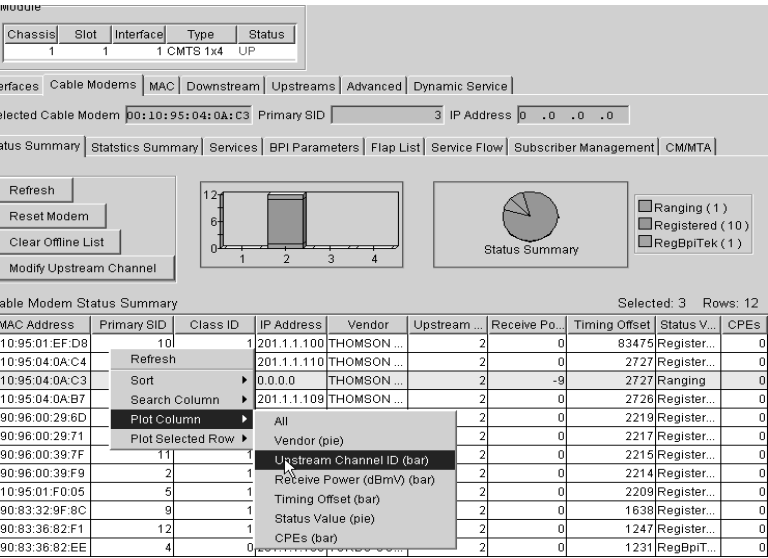 Module
Chassis Slot Interface Type Status
1 1 1 CMTS 1x4 UP
erfaces Cable Modems MAC Downstream Upstreams Advanced Dynamic Service
elected Cable Modem 00:10:95:04:0A:C3 Primary SID 3 IP Address 0 .0 .0 .0
atus Summary Statstics Summary Services BPI Parameters Flap List Service Flow Subscriber Management CM/MTA
Refresh
Reset Modem
Clear Offline List
Modify Upstream Channel
12
6
0
1 2 3 4
Status Summary
Ranging ( 1 )
Registered ( 10 )
RegBpiTek ( 1 )
able Modem Status Summary Selected: 3 Rows: 12
MAC Address Primary SID Class ID IP Address Vendor Upstream ... Receive Po... Timing Offset Status V... CPEs
10:95:01:EF:D8 10 1 201.1.1.100 THOMSON ... 2 0 83475 Register... 0
10:95:04:0A:C4 1 201.1.1.110 THOMSON ... 2 0 2727 Register... 0
10:95:04:0A:C3 1 0.0.0.0 THOMSON ... 2 -9 2727 Ranging 0
10:95:04:0A:B7 1 201.1.1.109 THOMSON ... 2 0 2726 Register... 0
90:96:00:29:6D 2 0 2219 Register... 0
90:96:00:29:71 2 0 2217 Register... 0
90:96:00:39:7F 11 1 2 0 2215 Register... 0
90:96:00:39:F9 2 1 2 0 2214 Register... 0
10:95:01:F0:05 5 1 2 0 2209 Register... 0
90:83:32:9F:8C 9 1 2 0 1638 Register... 0
90:83:36:82:F1 12 1 2 0 1247 Register... 0
90:83:36:82:EE 4 0 2 0 1231 RegBpiT... 0
Refresh
Sort
Search Column
Plot Column
Plot Selected Row
All
Vendor (pie)
Upstream Channel ID (bar)
Receive Power (dBmV) (bar)
Timing Offset (bar)
Status Value (pie)
CPEs (bar)